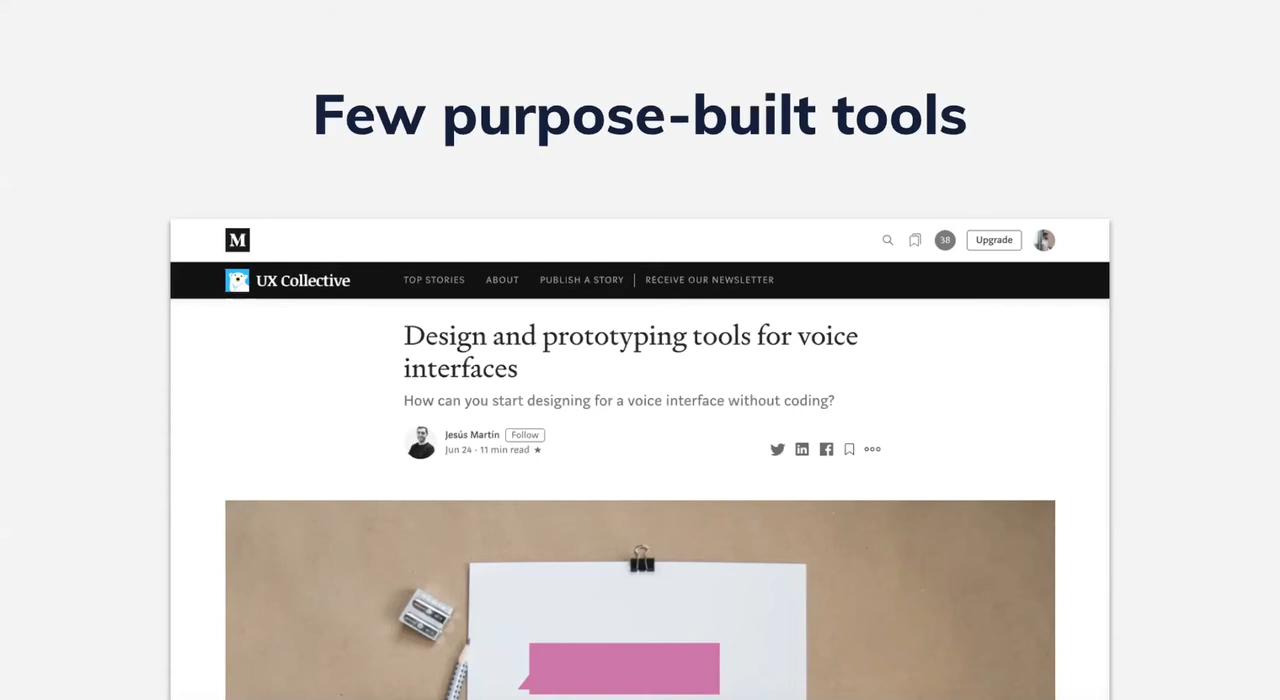 Few purpose-built tools
M
38 Upgrade
UX Collective TOP STORIES ABOUT PUBLISH A STORY | RECEIVE OUR NEWSLETTER
Design and prototyping tools for voice
interfaces
How can you start designing for a voice interface without coding?
Jesús Martín Follow
Jun 24 · 11 min read ★